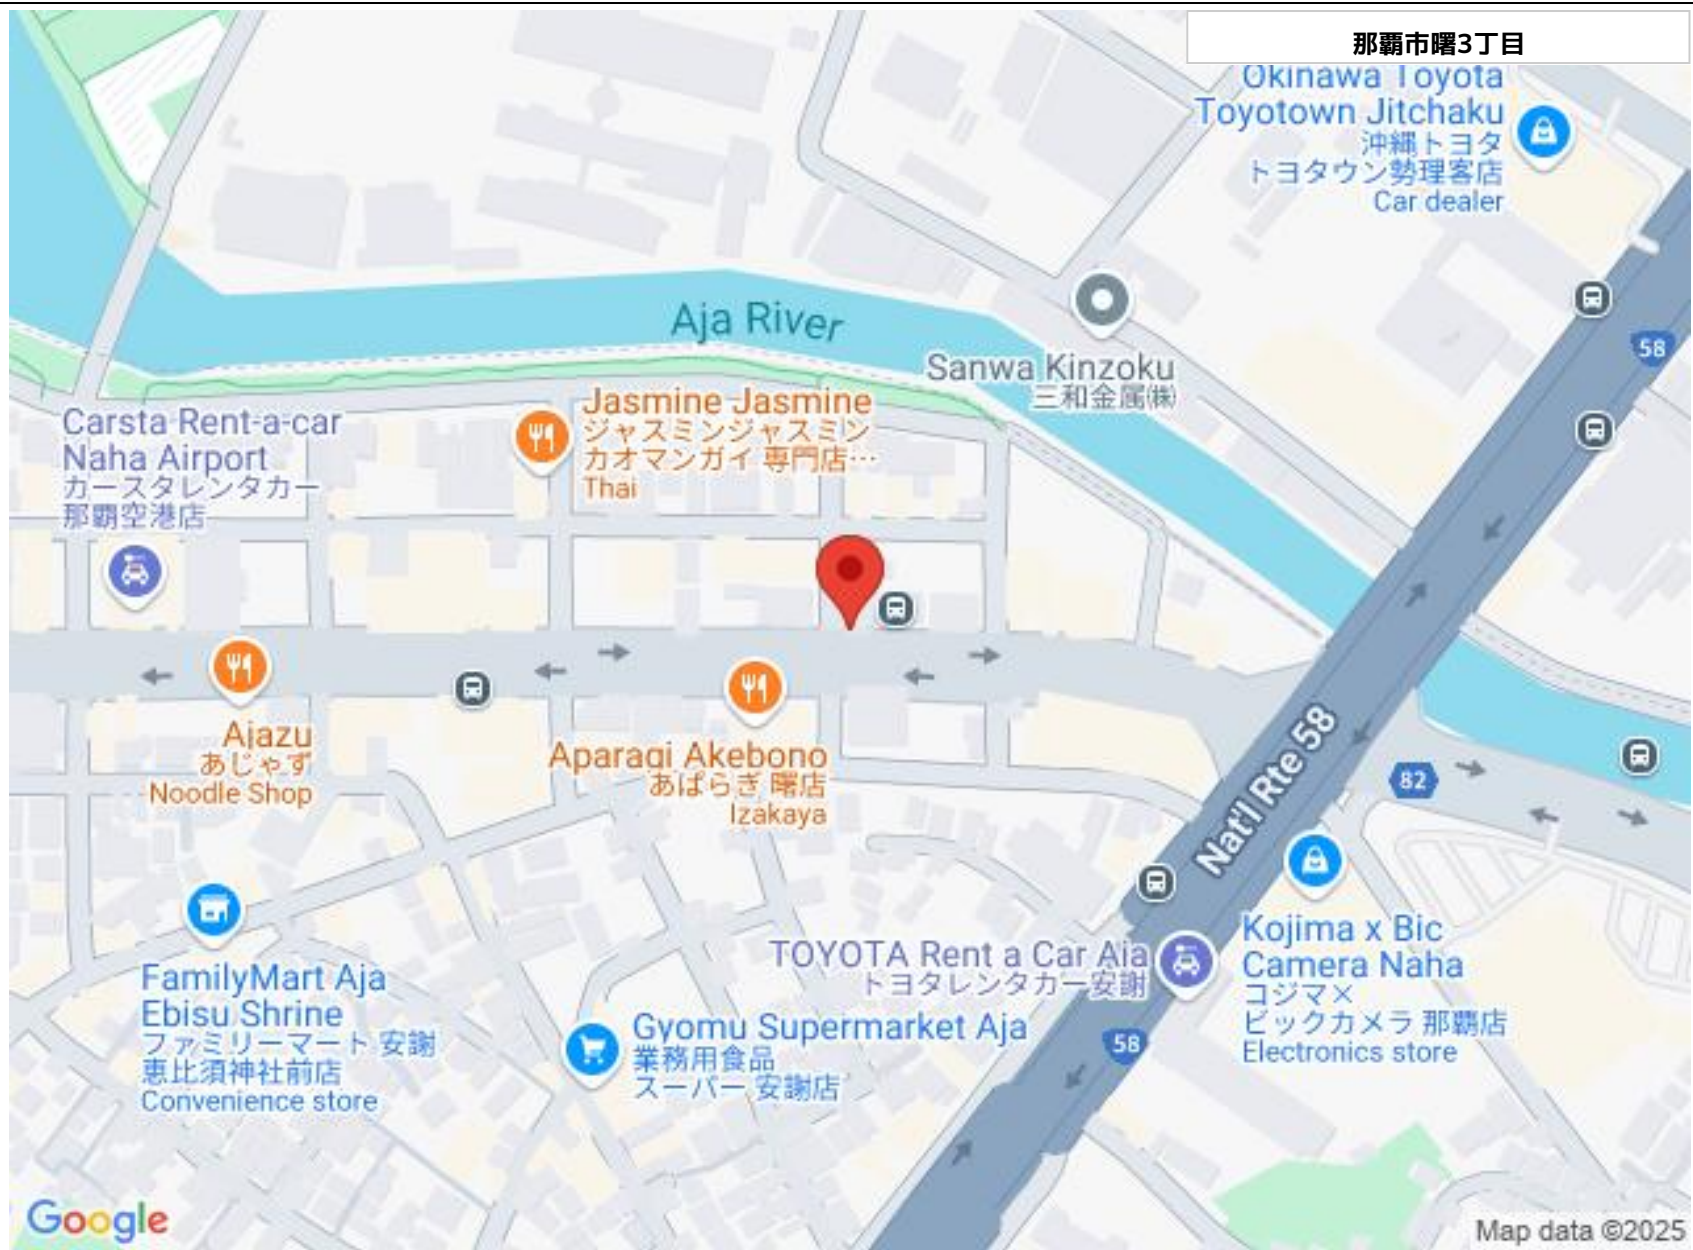 那覇市曙3丁目
Okinawa Toyota
Toyotown Jitchaku
沖縄トヨタ
トヨタウン勢理客店
Car dealer
58
Aja River
Sanwa Kinzoku
三和金属㈱
Jasmine Jasmine
ジャスミンジャスミン
カオマンガイ 専門店…
Thai
Carsta Rent-a-car
Naha Airport
カースタレンタカー
那覇空港店
Ajazu
あじゃず
Noodle Shop
Aparagi Akebono
あぱらぎ 曙店
Izakaya
Nat'l Rte 58
82
FamilyMart Aja
Ebisu Shrine
ファミリーマート 安謝
恵比須神社前店
Convenience store
TOYOTA Rent a Car Aja
トヨタレンタカー安謝
Kojima x Bic
Camera Naha
コジマ×
ビックカメラ 那覇店
Electronics store
Gyomu Supermarket Aja
業務用食品
スーパー 安謝店
58
Google
Map data ©2025